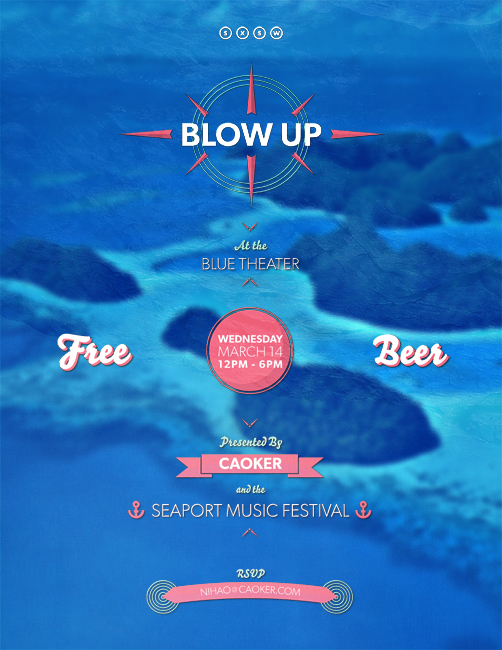 S X S W
BLOW UP
At the
BLUE THEATER
Free
WEDNESDAY
MARCH 14
12PM - 6PM
Beer
Presented By
CAOKER
and the
SEAPORT MUSIC FESTIVAL
RSVP
NIHAO@CAOKER.COM